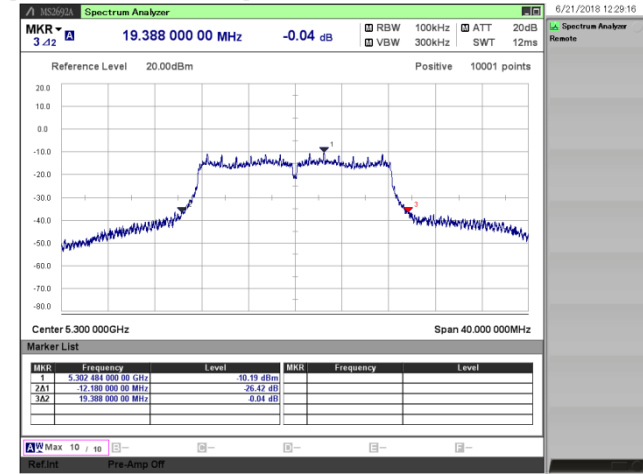 MS2692A Spectrum Analyzer
6/21/2018 12:29:16
MKR 3 Δ2 A 19.388 000 00 MHz -0.04 dB
M RBW 100kHz M ATT 20dB
M VBW 300kHz SWT 12ms
Spectrum Analyzer
Remote
Reference Level 20.00dBm Positive 10001 points
20.0
10.0
0.0
-10.0
-20.0
-30.0
-40.0
-50.0
-60.0
-70.0
-80.0
1
3
Center 5.300 000GHz Span 40.000 000MHz
Marker List
MKR Frequency Level MKR Frequency Level
1 5.302 484 000 00 GHz -10.19 dBm
2Δ1 -12.180 000 00 MHz -26.42 dB
3Δ2 19.388 000 00 MHz -0.04 dB
A W Max 10 / 10 B — C — D — E — F —
Ref.Int Pre-Amp Off